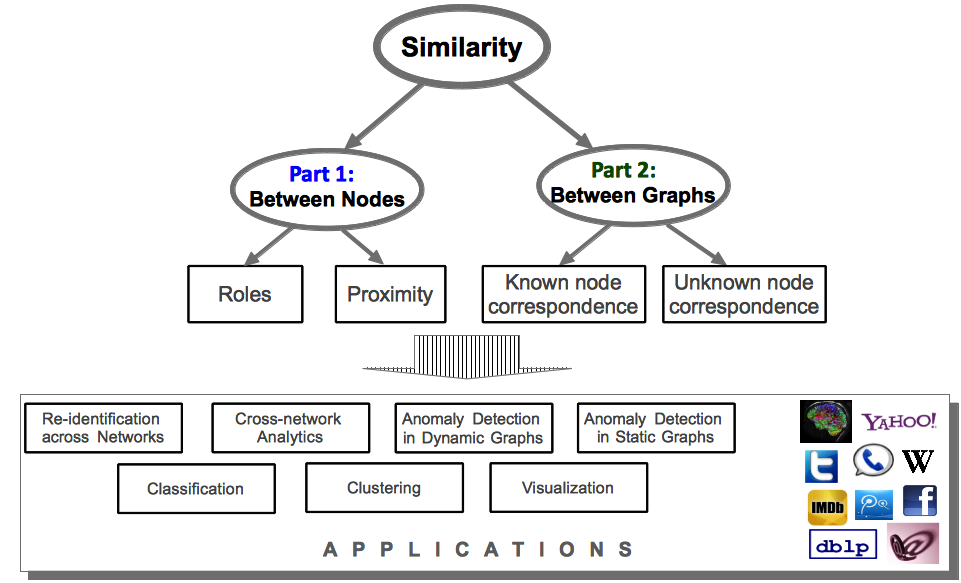 Similarity
Part 1:
Between Nodes
Part 2:
Between Graphs
Roles
Proximity
Known node
correspondence
Unknown node
correspondence
Re-identification
across Networks
Cross-network
Analytics
Anomaly Detection
in Dynamic Graphs
Anomaly Detection
in Static Graphs
Classification
Clustering
Visualization
APPLICATIONS
YAHOO!
t
W
IMDb
f
dblp